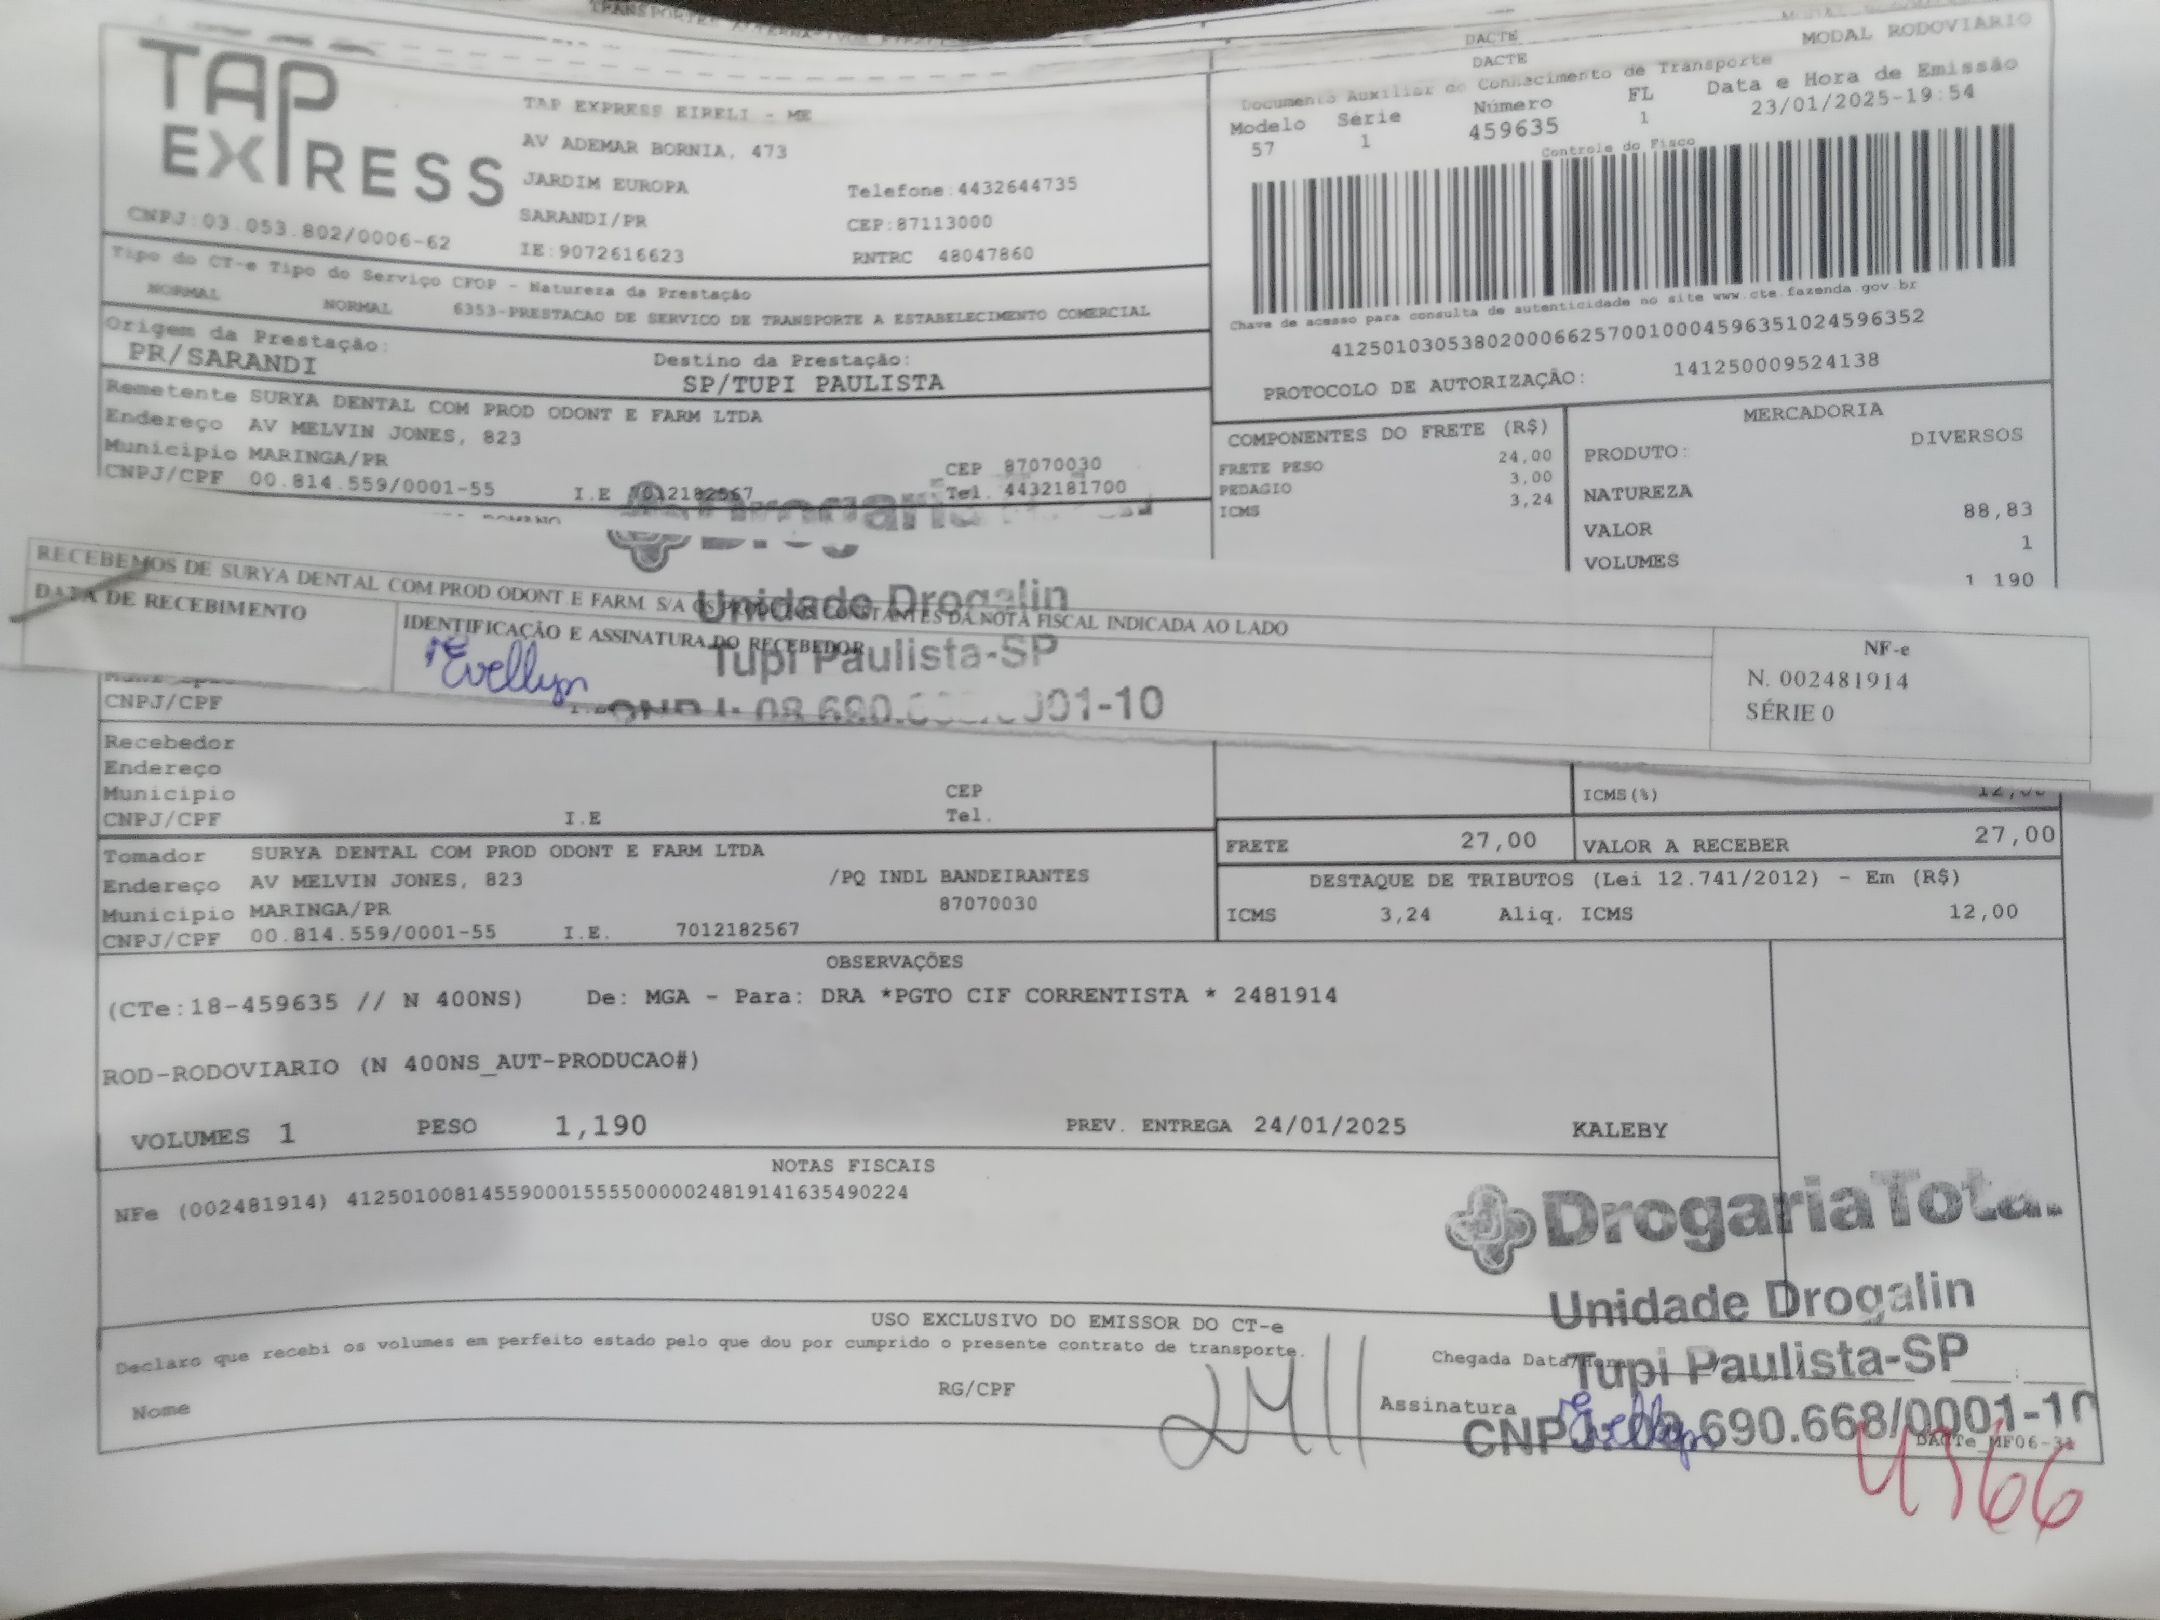 TAP EXPRESS
CNPJ:03.053.802/0006-62
TAP EXPRESS EIRELI - ME
AV ADEMAR BORNIA, 473
JARDIM EUROPA
SARANDI/PR
IE:9072616623
Telefone:4432644735
CEP:87113000
RNTRC 48047860
DACTE
DACTE
MODAL RODOVIARIO
Documento Auxiliar do Conhecimento de Transporte
Modelo Série Número FL Data e Hora de Emissão
57 1 459635 1 23/01/2025-19:54
Controle do Fisco
Chave de acesso para consulta de autenticidade no site www.cte.fazenda.gov.br
41250103053802000662570010004596351024596352
PROTOCOLO DE AUTORIZAÇÃO: 141250009524138
Tipo do CT-e Tipo do Serviço CFOP - Natureza da Prestação
NORMAL NORMAL 6353-PRESTACAO DE SERVICO DE TRANSPORTE A ESTABELECIMENTO COMERCIAL
Origem da Prestação: Destino da Prestação:
PR/SARANDI SP/TUPI PAULISTA
Remetente SURYA DENTAL COM PROD ODONT E FARM LTDA
Endereço AV MELVIN JONES, 823
Municipio MARINGA/PR CEP 87070030
CNPJ/CPF 00.814.559/0001-55 I.E 7012182567 Tel. 4432181700
COMPONENTES DO FRETE (R$)
FRETE PESO 24,00
PEDAGIO 3,00
ICMS 3,24
MERCADORIA
PRODUTO: DIVERSOS
NATUREZA
VALOR 88,83
VOLUMES 1
1 190
RECEBEMOS DE SURYA DENTAL COM PROD ODONT E FARM S/A OS PRODUTOS CONSTANTES DA NOTA FISCAL INDICADA AO LADO
DATA DE RECEBIMENTO
IDENTIFICAÇÃO E ASSINATURA DO RECEBEDOR
Evellyn
Unidade Drogalin
Tupi Paulista-SP
NF-e
N. 002481914
SÉRIE 0
CNPJ/CPF
Recebedor
Endereço
Municipio CEP
CNPJ/CPF I.E Tel.
ICMS(%) 12,00
FRETE 27,00 VALOR A RECEBER 27,00
Tomador SURYA DENTAL COM PROD ODONT E FARM LTDA
Endereço AV MELVIN JONES, 823 /PQ INDL BANDEIRANTES
Municipio MARINGA/PR 87070030
CNPJ/CPF 00.814.559/0001-55 I.E. 7012182567
DESTAQUE DE TRIBUTOS (Lei 12.741/2012) - Em (R$)
ICMS 3,24 Aliq. ICMS 12,00
OBSERVAÇÕES
(CTe:18-459635 // N 400NS) De: MGA - Para: DRA *PGTO CIF CORRENTISTA * 2481914
ROD-RODOVIARIO (N 400NS_AUT-PRODUCAO#)
VOLUMES 1 PESO 1,190 PREV. ENTREGA 24/01/2025 KALEBY
NOTAS FISCAIS
NFe (002481914) 41250100814559000155550000024819141635490224
USO EXCLUSIVO DO EMISSOR DO CT-e
Declaro que recebi os volumes em perfeito estado pelo que dou por cumprido o presente contrato de transporte.
Nome RG/CPF
Chegada Data/Hora
Assinatura
Evellyn
DrogariaTotal
Unidade Drogalin
Tupi Paulista-SP
CNPJ: 08.690.668/0001-10